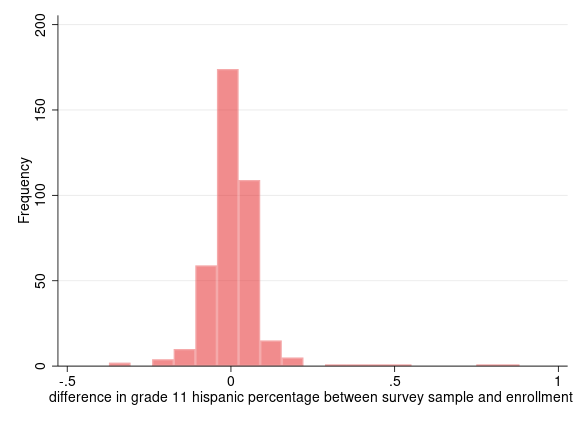 200
150
100
50
0
Frequency
-.5 0 .5 1
difference in grade 11 hispanic percentage between survey sample and enrollment